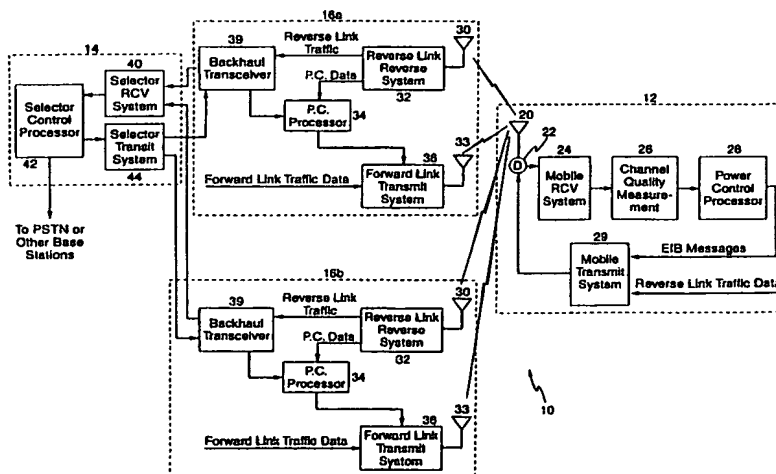 14
40
Selector
RCV
System
Selector
Control
Processor
42
Selector
Transit
System
44
To PSTN or
Other Base
Stations
16a
39
Backhaul
Transceiver
Reverse Link
Traffic
30
Reverse Link
Reverse
System
32
P.C. Data
P.C.
Processor
34
33
36
Forward Link
Transmit
System
Forward Link Traffic Data
12
20
22
D
24
Mobile
RCV
System
26
Channel
Quality
Measure-
ment
28
Power
Control
Processor
EIB Messages
29
Mobile
Transmit
System
Reverse Link Traffic Data
16b
39
Backhaul
Transceiver
Reverse Link
Traffic
30
Reverse Link
Reverse
System
32
P.C. Data
P.C.
Processor
34
33
36
Forward Link
Transmit
System
Forward Link Traffic Data
10